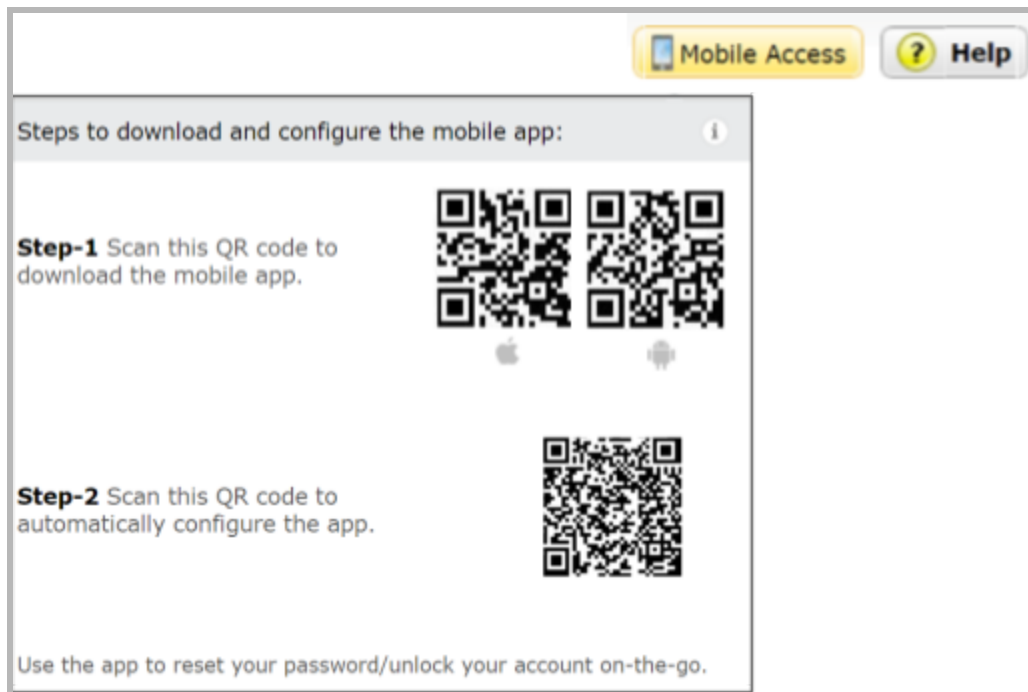 Mobile Access
? Help
Steps to download and configure the mobile app:
i
Step-1 Scan this QR code to
download the mobile app.
Step-2 Scan this QR code to
automatically configure the app.
Use the app to reset your password/unlock your account on-the-go.